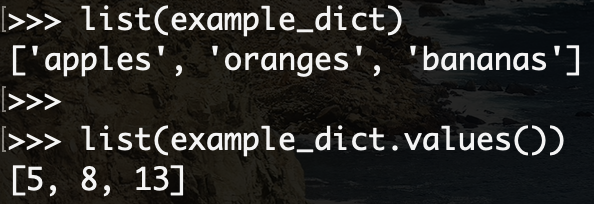 >>> list(example_dict)
['apples', 'oranges', 'bananas']
>>>
>>> list(example_dict.values())
[5, 8, 13]